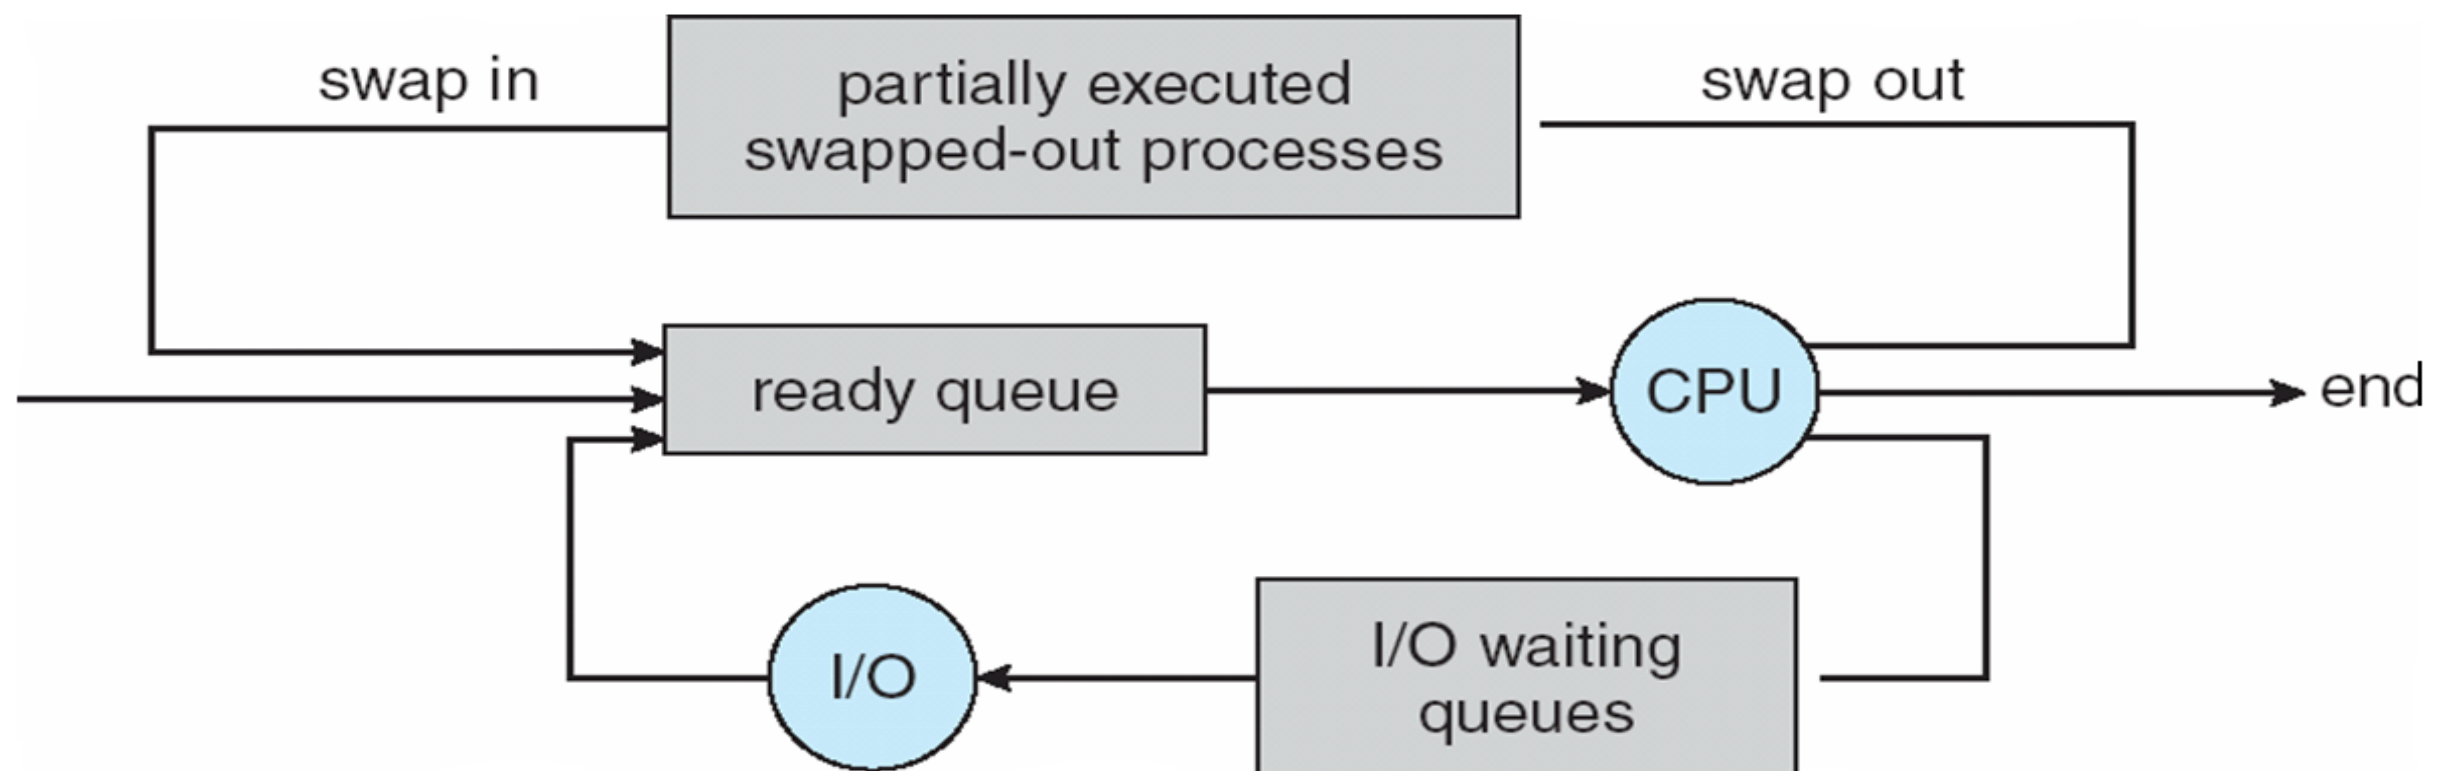 swap in
partially executed
swapped-out processes
swap out
ready queue
CPU
end
I/O
I/O waiting
queues